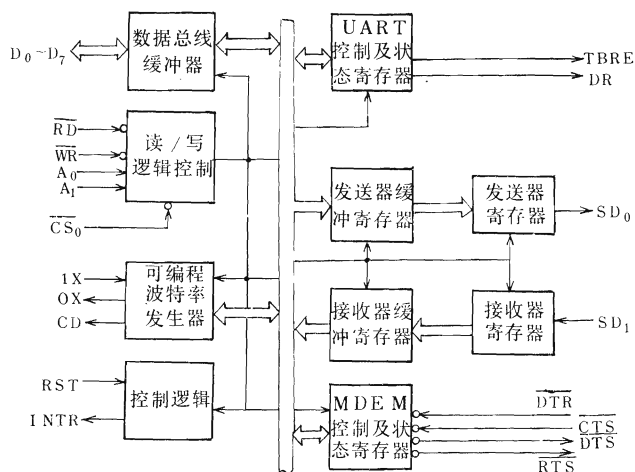 D₀~D₇
数据总线
缓冲器
UART
控制及状
态寄存器
TBRE
DR
RD
WR
A₀
A₁
CS₀
读/写
逻辑控制
发送器缓
冲寄存器
发送器
寄存器
SD₀
IX
OX
CD
可编程
波特率
发生器
接收器缓
冲寄存器
接收器
寄存器
SD₁
RST
INTR
控制逻辑
MDEM
控制及状
态寄存器
DTR
CTS
DTS
RTS